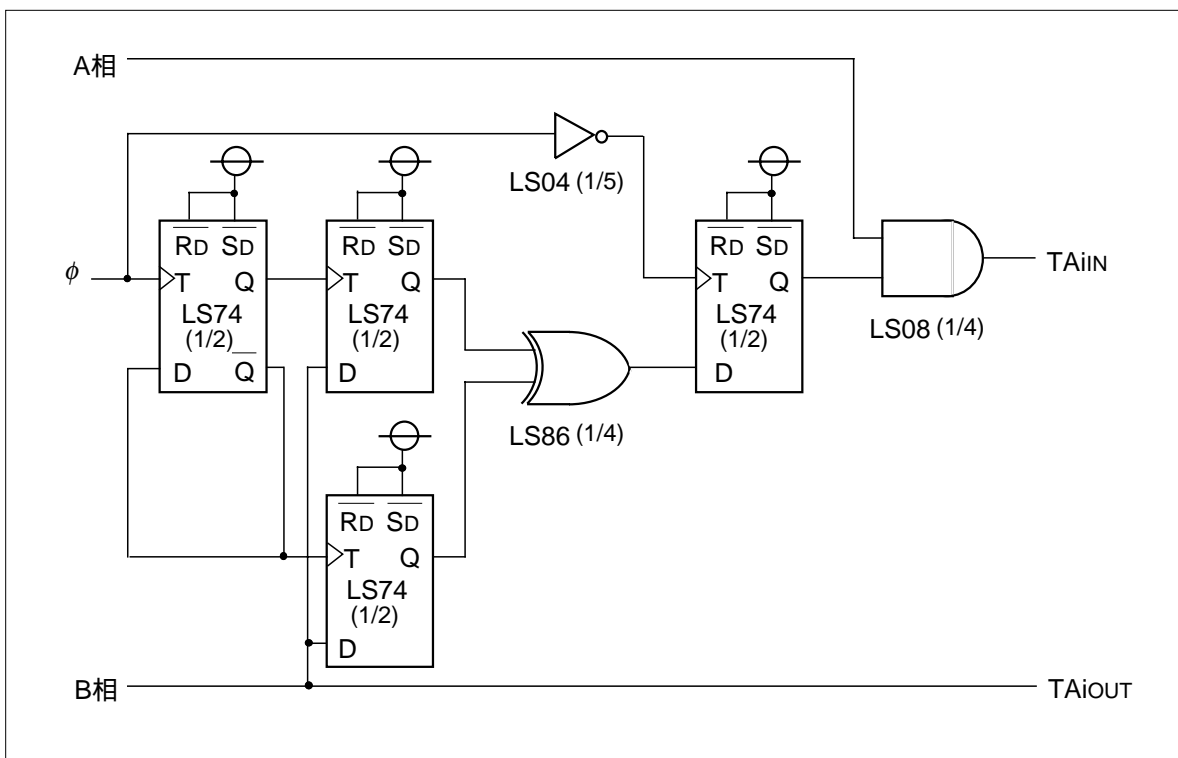 A相
LS04 (1/5)
RD SD
RD SD
RD SD
φ
T Q
T Q
T Q
TAiIN
LS74
(1/2)
LS74
(1/2)
LS74
(1/2)
LS08 (1/4)
D Q
D
D
LS86 (1/4)
RD SD
T Q
LS74
(1/2)
D
B相
TAiOUT